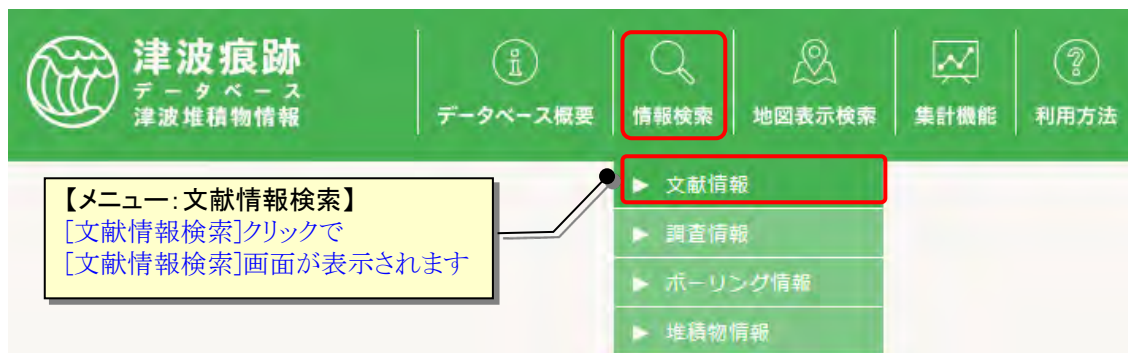 津波痕跡
データベース
津波堆積物情報
データベース概要
情報検索
地図表示検索
集計機能
利用方法
【メニュー:文献情報検索】
[文献情報検索]クリックで
[文献情報検索]画面が表示されます
▶ 文献情報
▶ 調査情報
▶ ボーリング情報
▶ 堆積物情報